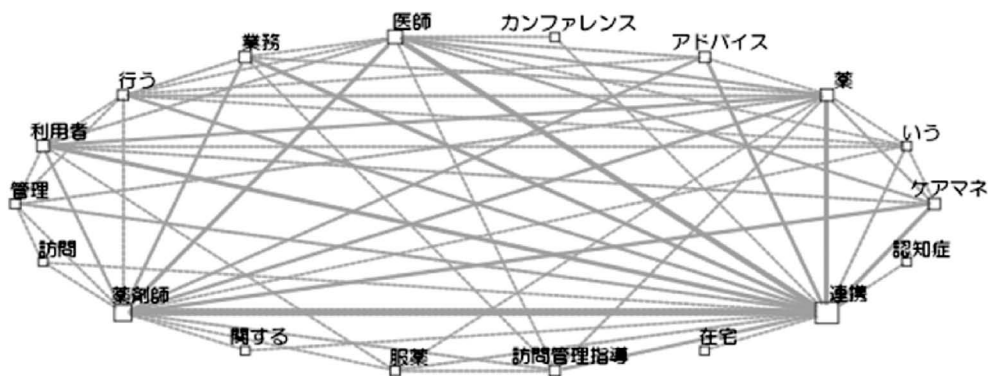 医師
カンファレンス
業務
アドバイス
行う
薬
利用者
いう
管理
ケアマネ
訪問
認知症
薬剤師
連携
関する
在宅
服薬
訪問管理指導